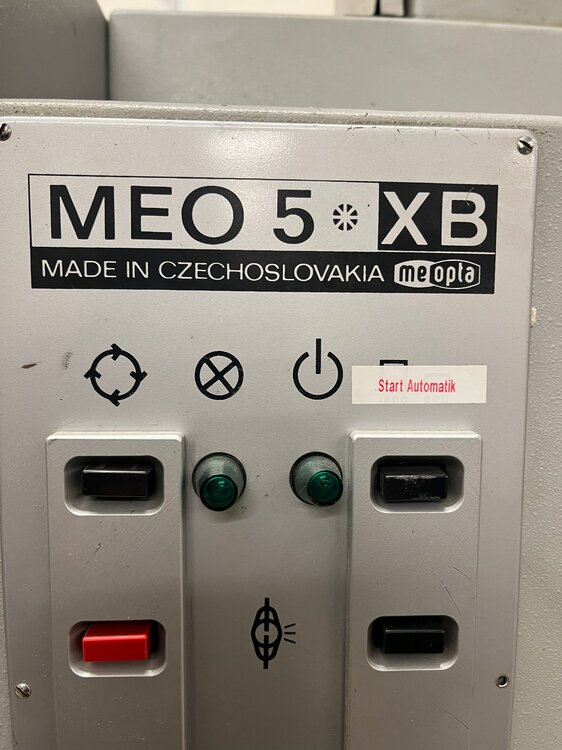 MEO 5 XB
MADE IN CZECHOSLOVAKIA meopta
Start Automatik